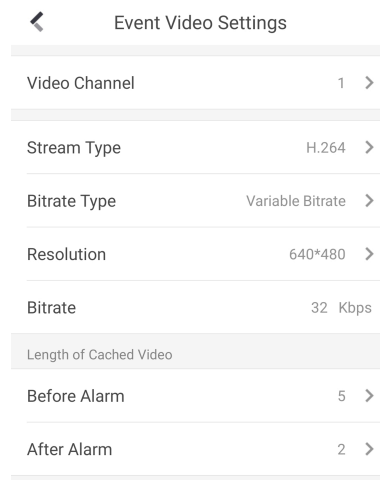 Event Video Settings
Video Channel 1
Stream Type H.264
Bitrate Type Variable Bitrate
Resolution 640*480
Bitrate 32 Kbps
Length of Cached Video
Before Alarm 5
After Alarm 2